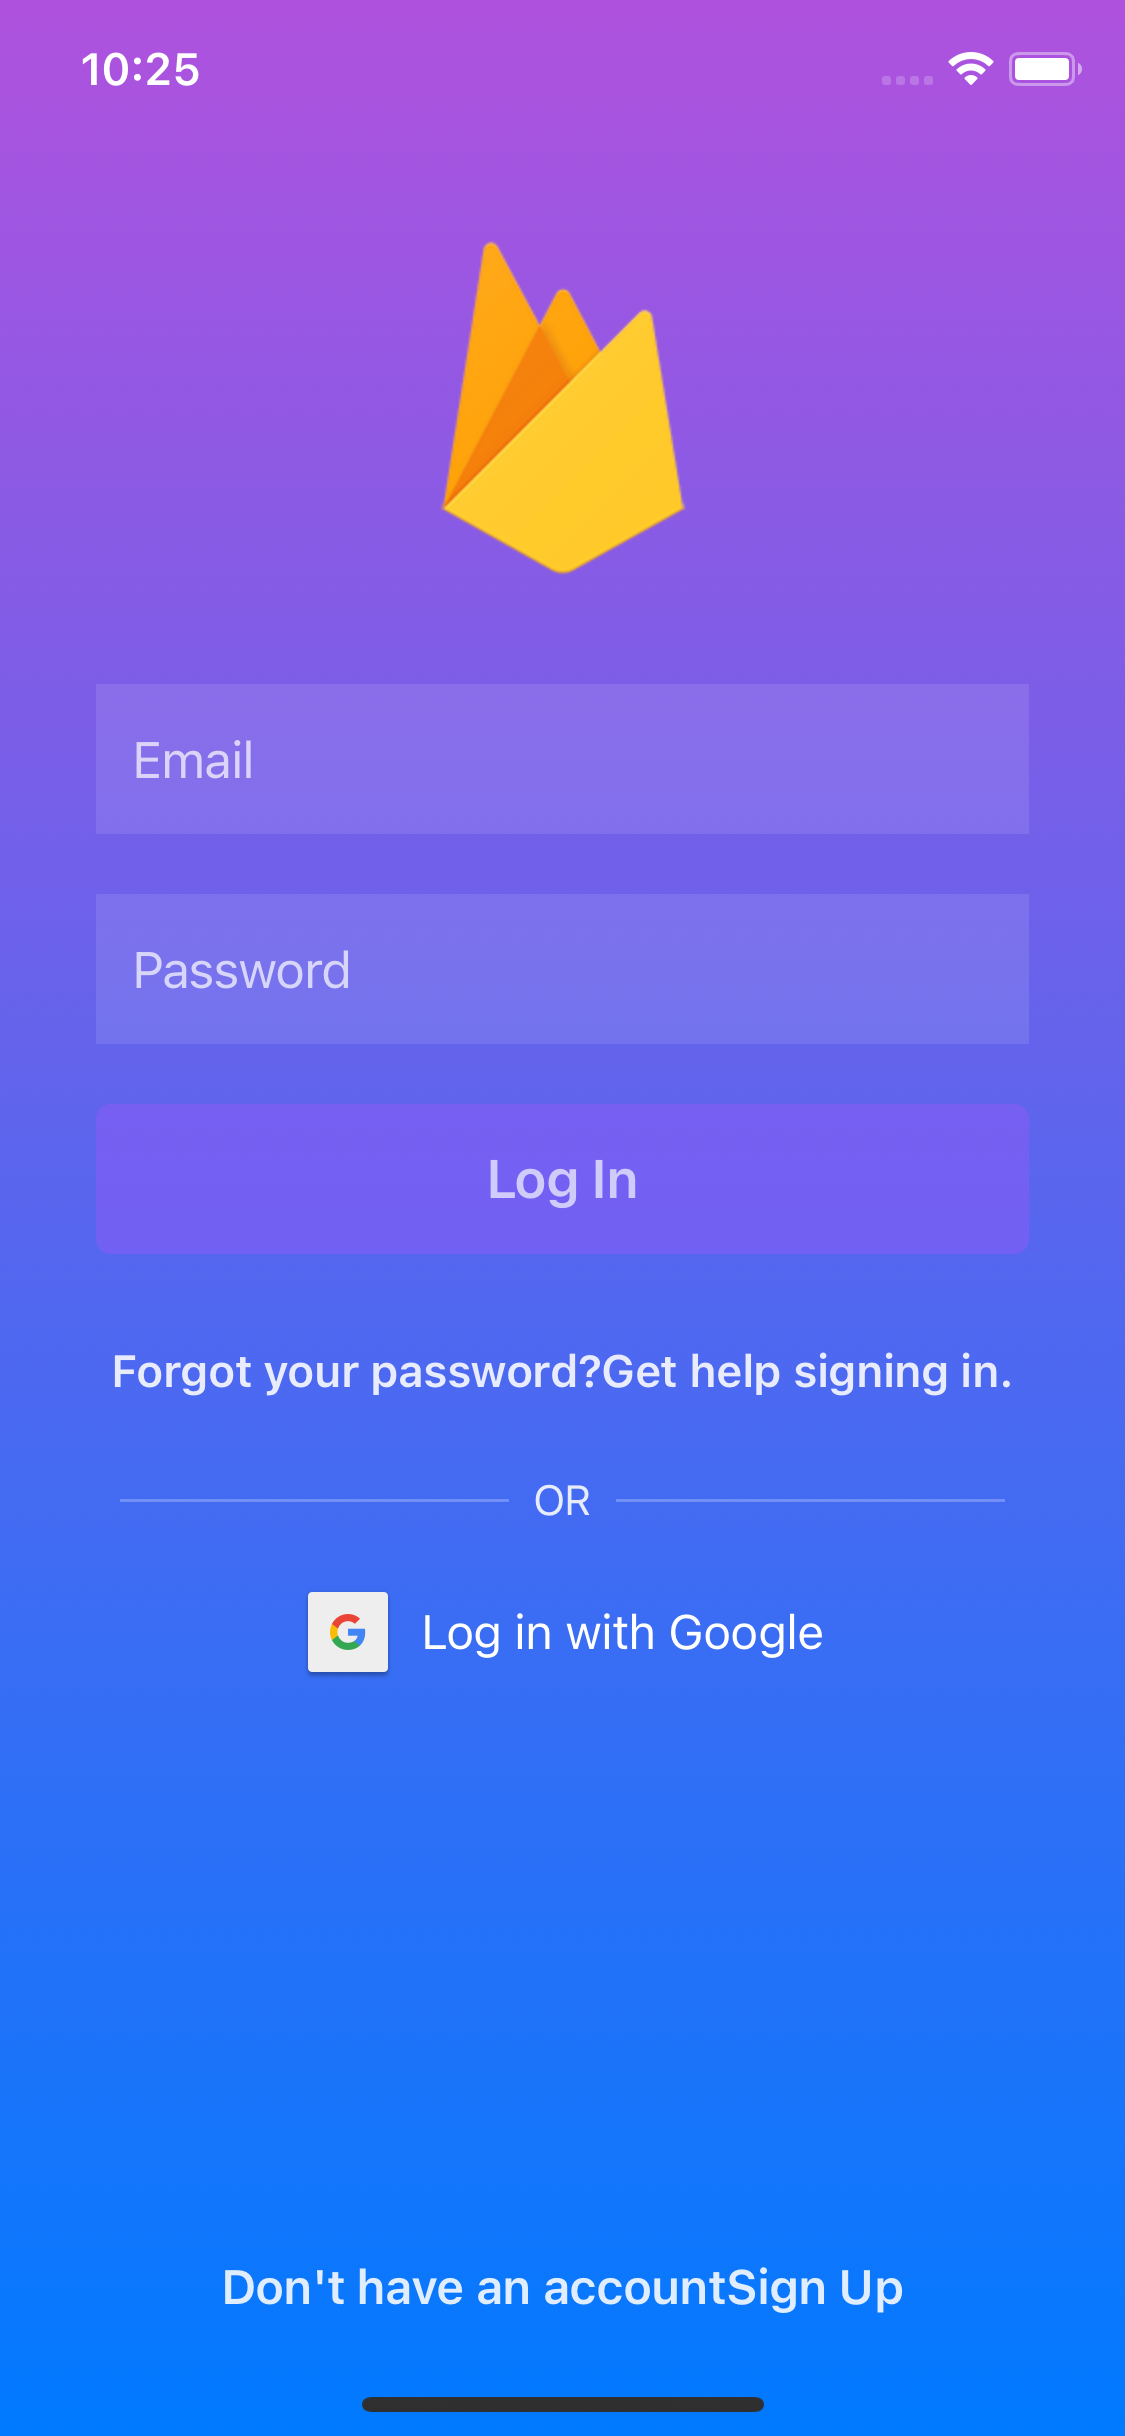 10:25
Email
Password
Log In
Forgot your password?Get help signing in.
OR
G Log in with Google
Don't have an accountSign Up